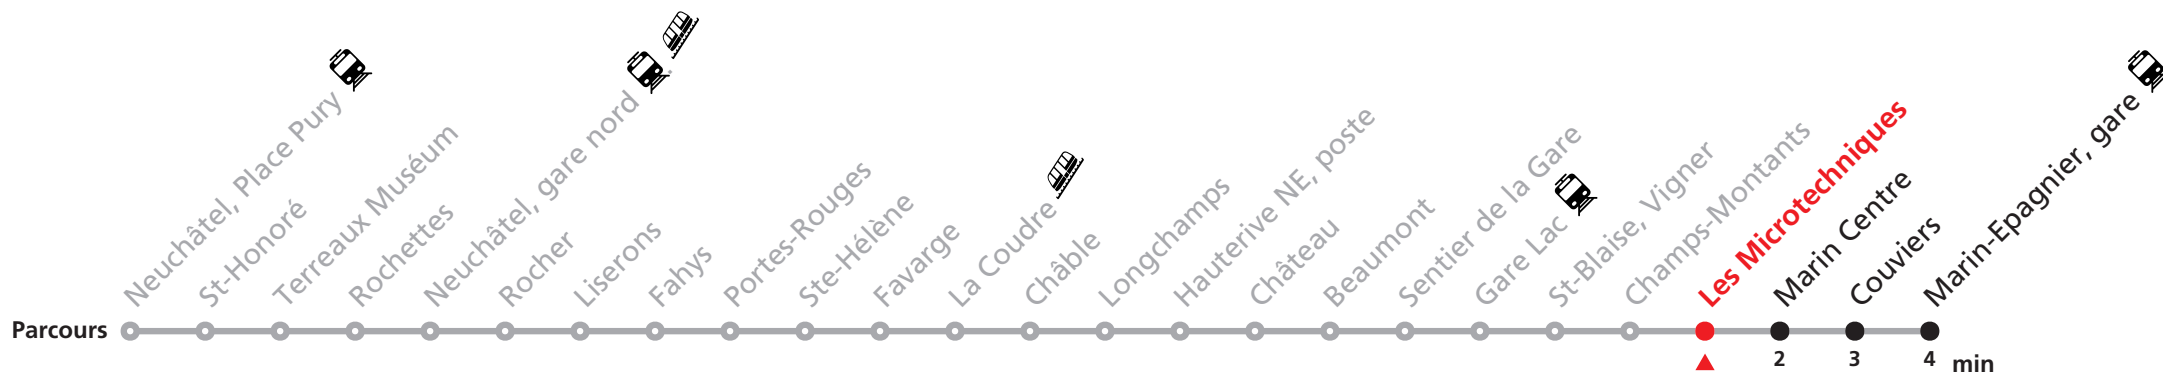 Neuchâtel, Place Pury
St-Honoré
Terreaux Muséum
Rochettes
Neuchâtel, gare nord
Rocher
Liserons
Fahys
Portes-Rouges
Ste-Hélène
Favarge
La Coudre
Châble
Longchamps
Hauterive NE, poste
Château
Beaumont
Sentier de la Gare
Gare Lac
St-Blaise, Vigner
Champs-Montants
Les Microtechniques
Marin Centre
Couviers
Marin-Epagnier, gare
Parcours
2 3 4 min